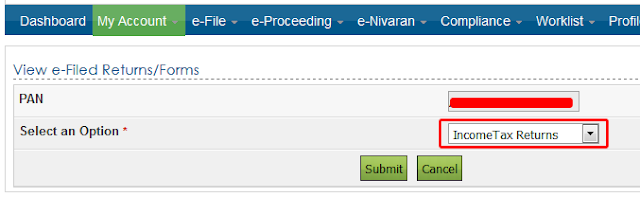 Dashboard My Account e-File e-Proceeding e-Nivaran Compliance Worklist Profil
View e-Filed Returns/Forms
PAN
Select an Option * IncomeTax Returns
Submit Cancel